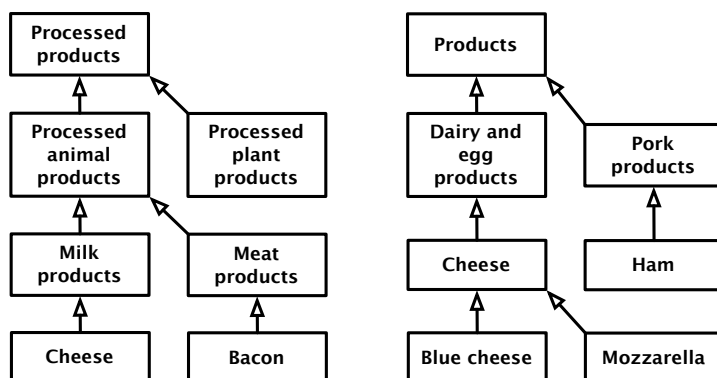 Processed
products
Processed
animal
products
Processed
plant
products
Milk
products
Meat
products
Cheese
Bacon
Products
Dairy and
egg
products
Pork
products
Cheese
Ham
Blue cheese
Mozzarella